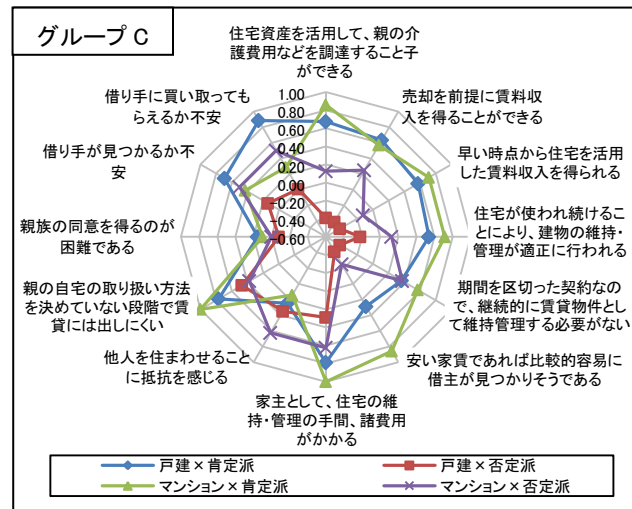 グループ C
住宅資産を活用して、親の介
護費用などを調達すること子
ができる
売却を前提に賃料収
入を得ることができる
早い時点から住宅を活用
した賃料収入を得られる
住宅が使われ続けるこ
とにより、建物の維持・
管理が適正に行われる
期間を区切った契約なの
で、継続的に賃貸物件とし
て維持管理する必要がない
安い家賃であれば比較的容易に
借主が見つかりそうである
家主として、住宅の維
持・管理の手間、諸費用
がかかる
他人を住まわせること
に抵抗を感じる
親の自宅の取り扱い方法
を決めていない段階で賃
貸には出しにくい
親族の同意を得るのが
困難である
借り手が見つかるか不
安
借り手に買い取っても
らえるか不安
1.00
0.80
0.60
0.40
0.20
0.00
-0.20
-0.40
-0.60
戸建×肯定派
戸建×否定派
マンション×肯定派
マンション×否定派